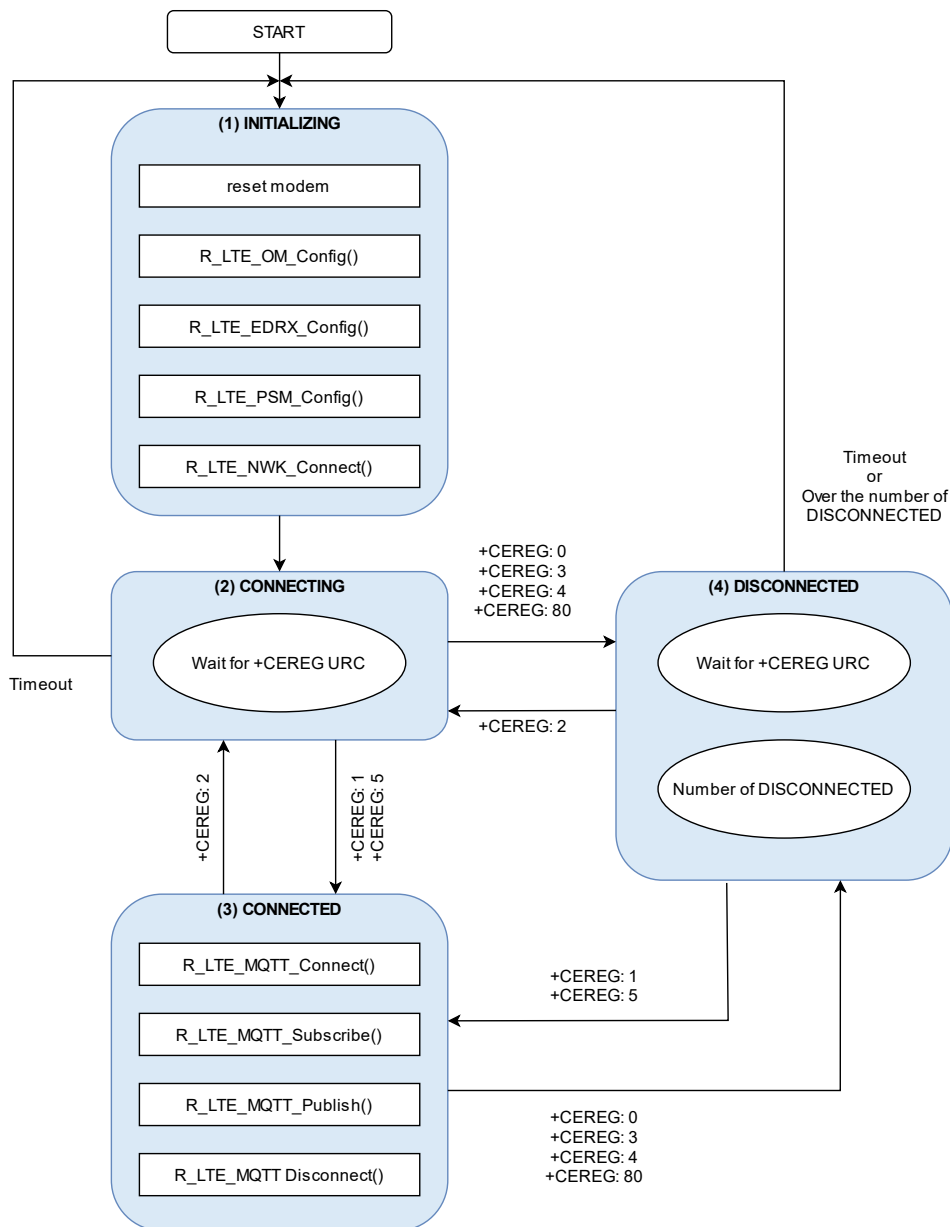 START
(1) INITIALIZING
reset modem
R_LTE_OM_Config()
R_LTE_EDRX_Config()
R_LTE_PSM_Config()
R_LTE_NWK_Connect()
Timeout
or
Over the number of
DISCONNECTED
+CEREG: 0
+CEREG: 3
+CEREG: 4
+CEREG: 80
(2) CONNECTING
Wait for +CEREG URC
Timeout
(4) DISCONNECTED
Wait for +CEREG URC
Number of DISCONNECTED
+CEREG: 2
+CEREG: 2
+CEREG: 1
+CEREG: 5
(3) CONNECTED
R_LTE_MQTT_Connect()
R_LTE_MQTT_Subscribe()
R_LTE_MQTT_Publish()
R_LTE_MQTT Disconnect()
+CEREG: 1
+CEREG: 5
+CEREG: 0
+CEREG: 3
+CEREG: 4
+CEREG: 80